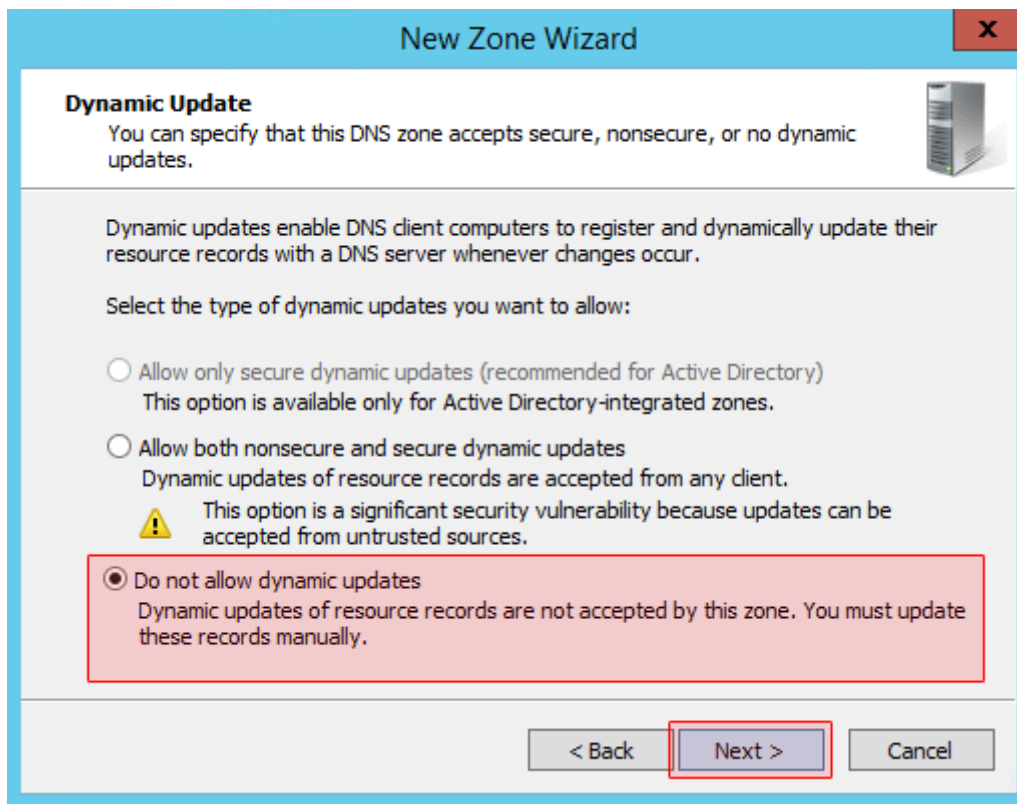 New Zone Wizard
x
Dynamic Update
You can specify that this DNS zone accepts secure, nonsecure, or no dynamic
updates.
Dynamic updates enable DNS client computers to register and dynamically update their
resource records with a DNS server whenever changes occur.
Select the type of dynamic updates you want to allow:
Allow only secure dynamic updates (recommended for Active Directory)
This option is available only for Active Directory-integrated zones.
Allow both nonsecure and secure dynamic updates
Dynamic updates of resource records are accepted from any client.
This option is a significant security vulnerability because updates can be
accepted from untrusted sources.
Do not allow dynamic updates
Dynamic updates of resource records are not accepted by this zone. You must update
these records manually.
< Back Next > Cancel